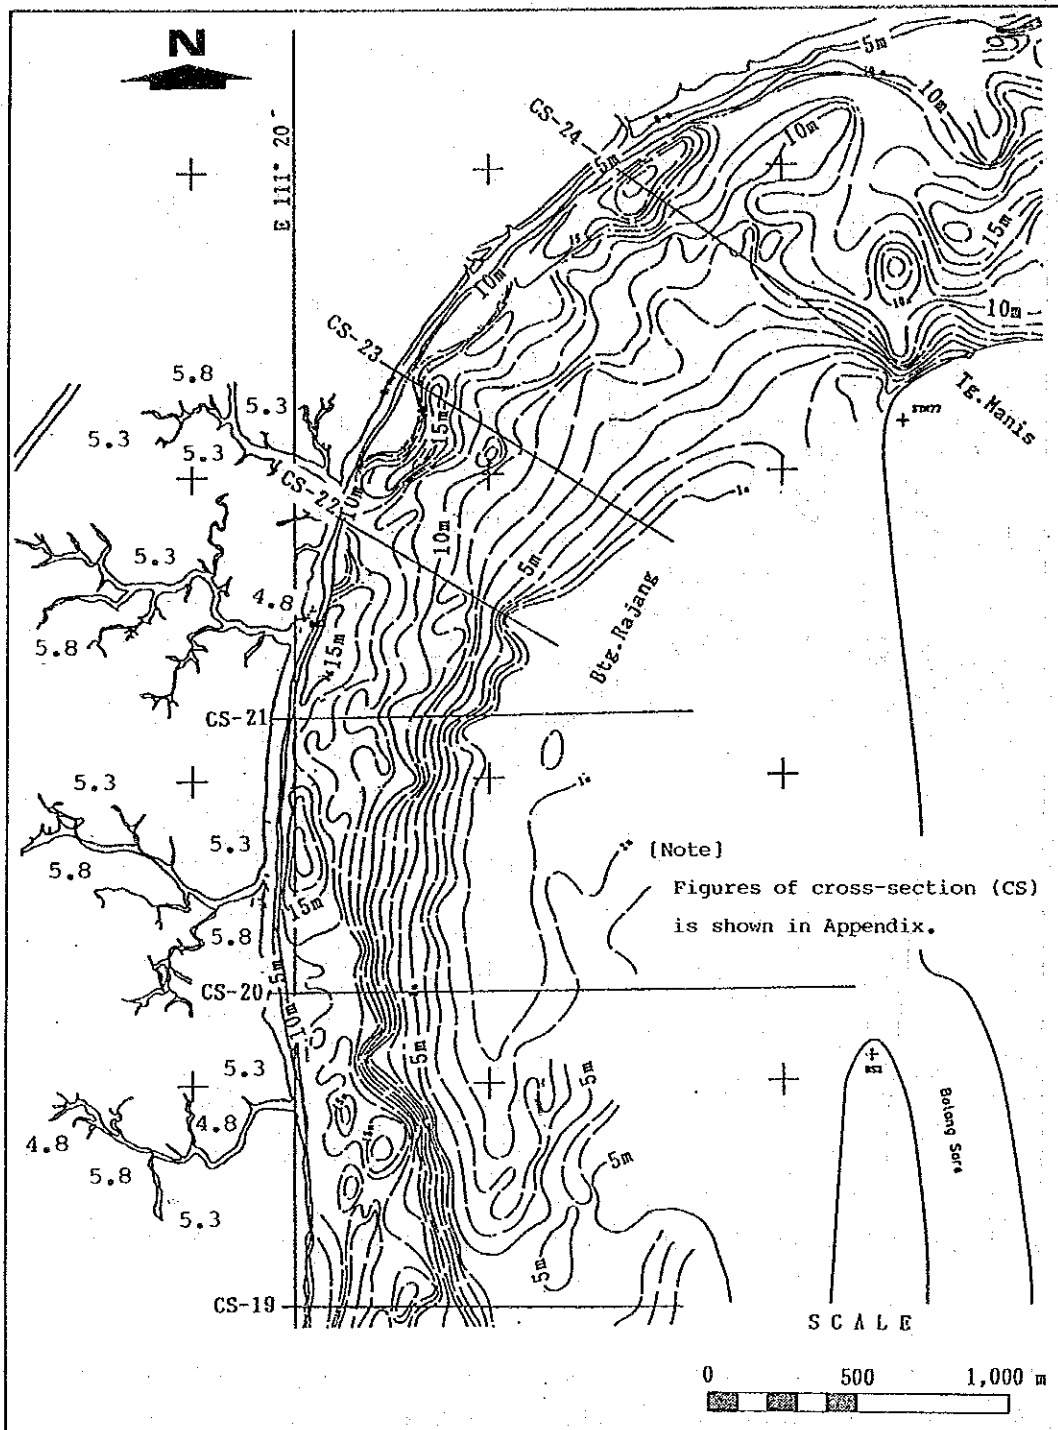 N
E 111° 20'
5m
10m
CS-24
5m
10m
15m
10m
10m
Tg.Manis
CS-23
15m
5.8
5.3
5.3
5.3
CS-22
10m
10m
5m
Btg.Rajang
5.3
4.8
5.8
15m
CS-21
5.3
5.3
5.8
5.8
15m
[Note]
Figures of cross-section (CS)
is shown in Appendix.
CS-20
5m
10m
5m
5m
5.3
4.8
4.8
5.8
5.3
5m
5m
Batang Sare
CS-19
SCALE
0 500 1,000 m